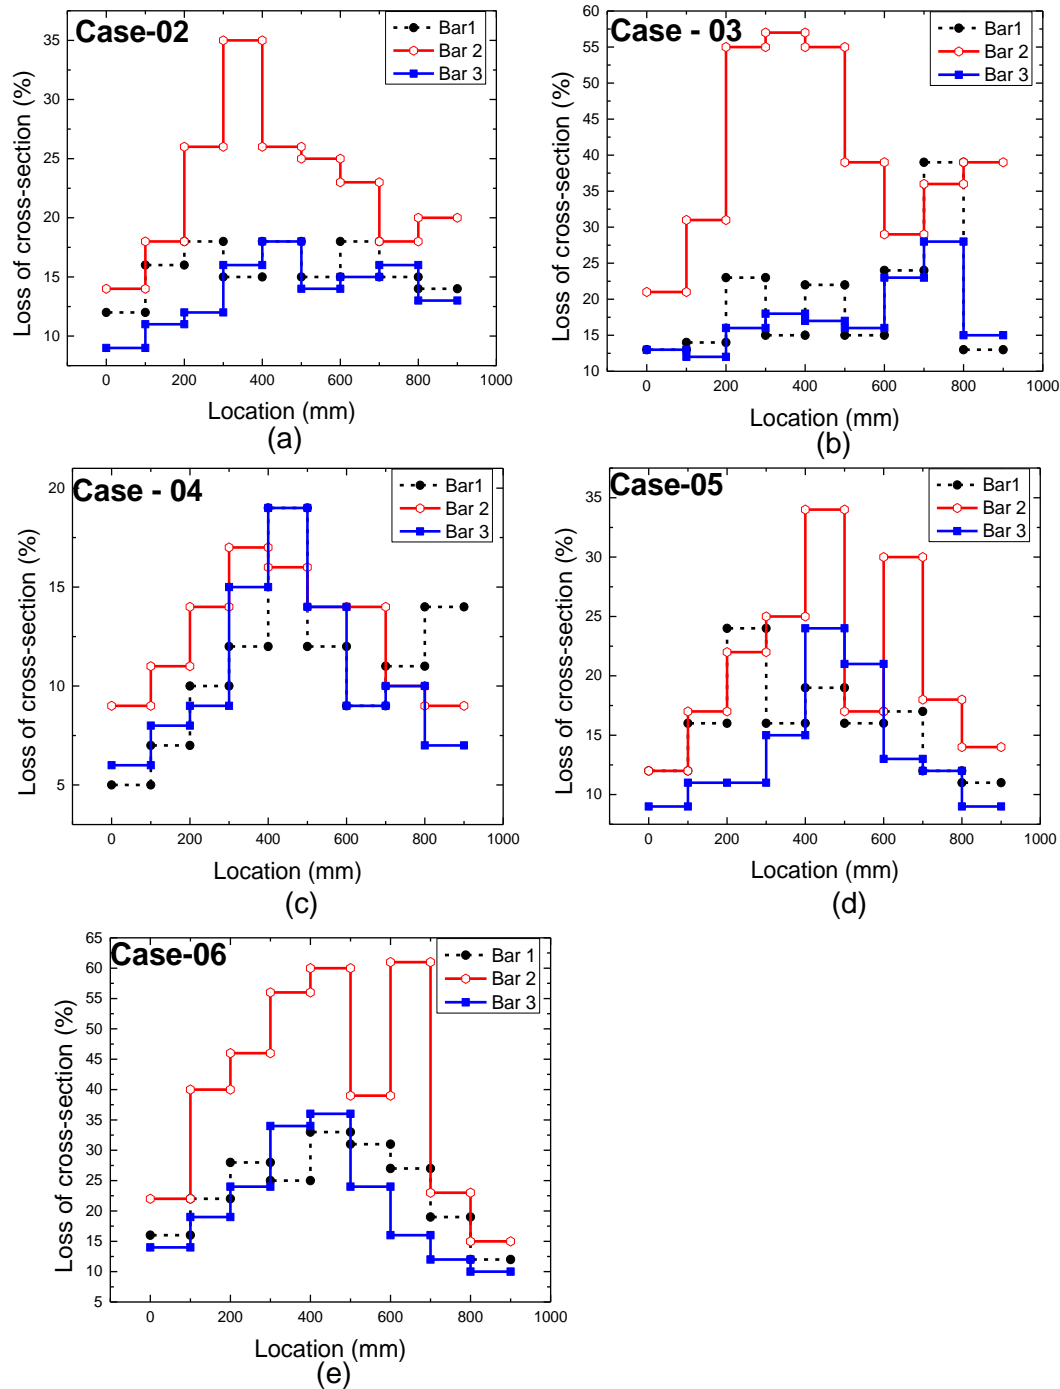 Case-02
Bar1
Bar 2
Bar 3
35
30
25
20
15
10
Loss of cross-section (%)
0 200 400 600 800 1000
Location (mm)
(a)
Case - 03
Bar1
Bar 2
Bar 3
60
55
50
45
40
35
30
25
20
15
10
Loss of cross-section (%)
0 200 400 600 800 1000
Location (mm)
(b)
Case - 04
Bar1
Bar 2
Bar 3
20
15
10
5
Loss of cross-section (%)
0 200 400 600 800 1000
Location (mm)
(c)
Case-05
Bar1
Bar 2
Bar 3
35
30
25
20
15
10
Loss of cross-section (%)
0 200 400 600 800 1000
Location (mm)
(d)
Case-06
Bar 1
Bar 2
Bar 3
65
60
55
50
45
40
35
30
25
20
15
10
5
Loss of cross-section (%)
0 200 400 600 800 1000
Location (mm)
(e)